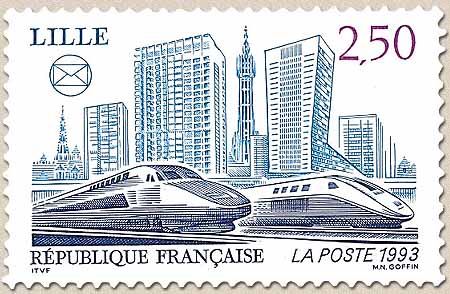 LILLE
2,50
RÉPUBLIQUE FRANÇAISE
LA POSTE 1993
ITVF
M.N. GOFFIN